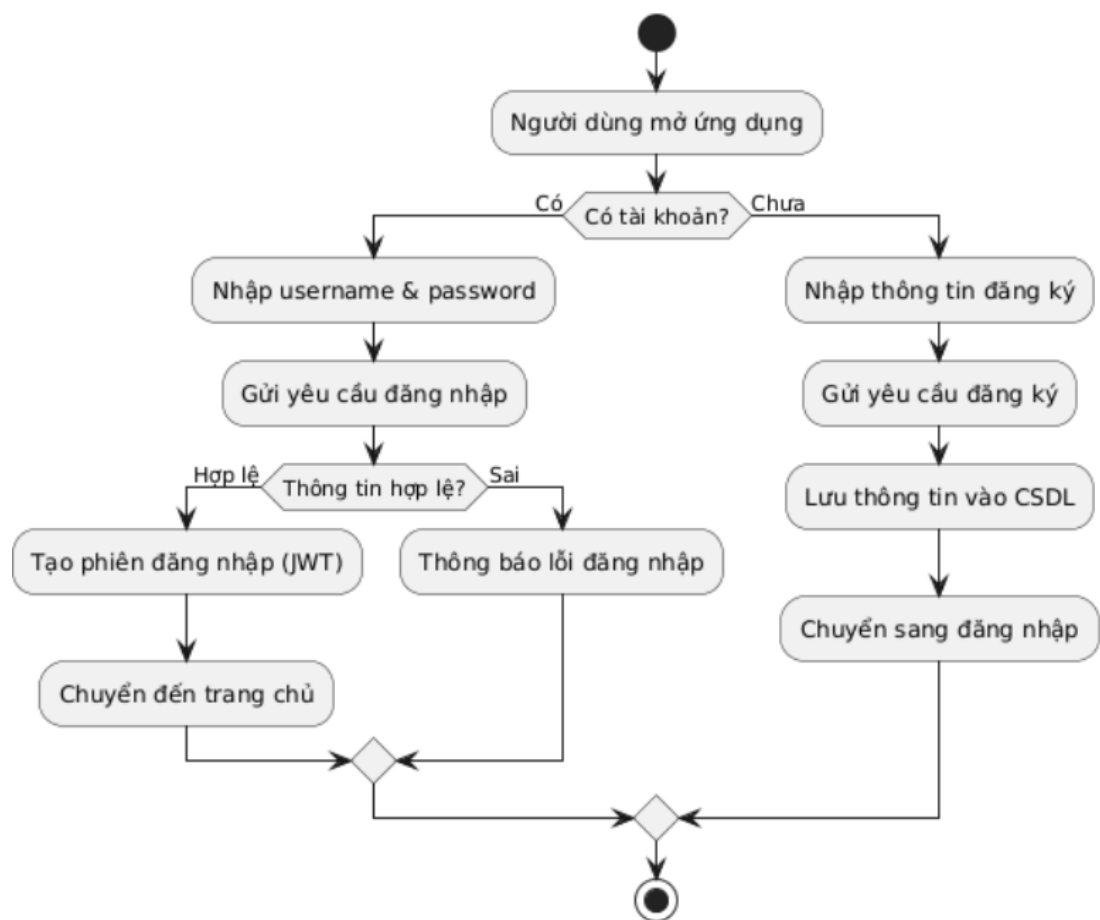 Người dùng mở ứng dụng
Có
Có tài khoản?
Chưa
Nhập username & password
Nhập thông tin đăng ký
Gửi yêu cầu đăng nhập
Gửi yêu cầu đăng ký
Hợp lệ
Thông tin hợp lệ?
Sai
Lưu thông tin vào CSDL
Tạo phiên đăng nhập (JWT)
Thông báo lỗi đăng nhập
Chuyển sang đăng nhập
Chuyển đến trang chủ